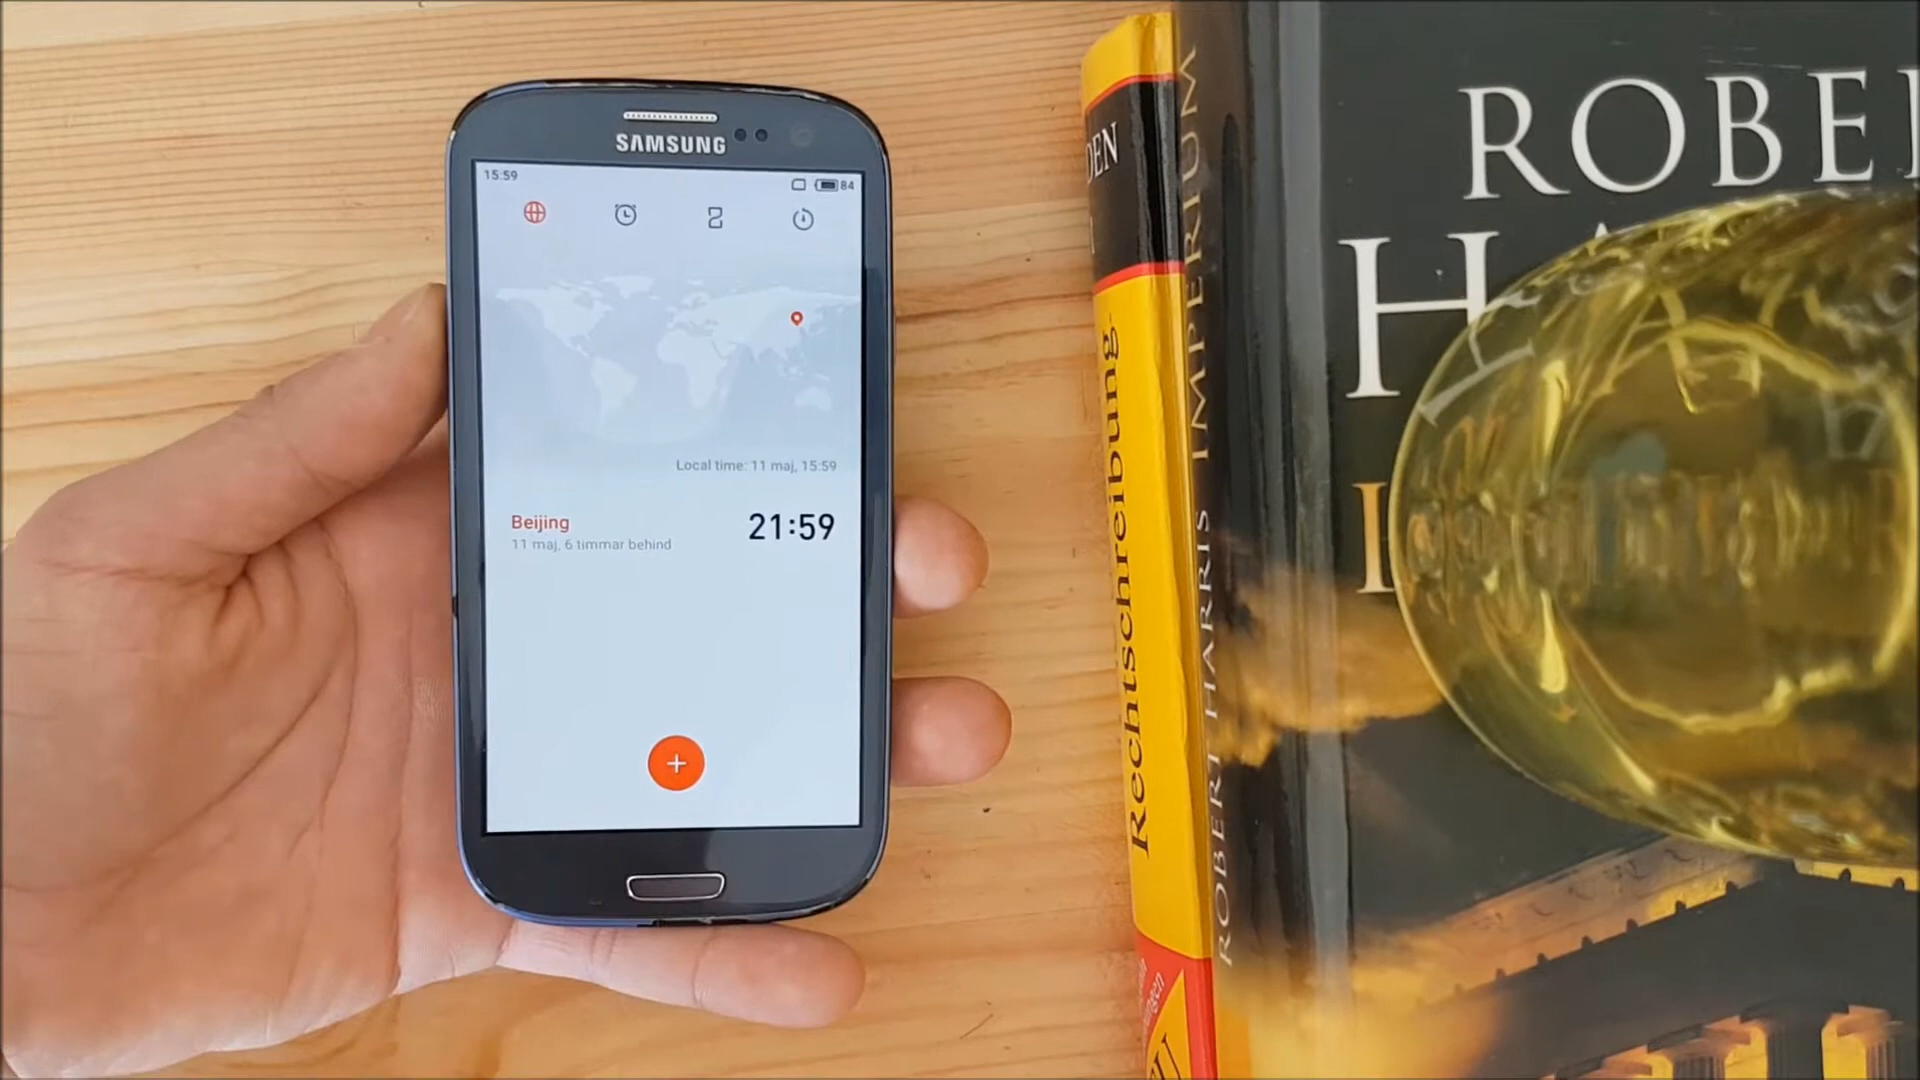 SAMSUNG
15:59
84
Local time: 11 maj, 15:59
Beijing
21:59
11 maj, 6 timmar behind
DEN
Rechtschreibung
ROBERT HARRIS IMPERIUM
ROBE
H
I